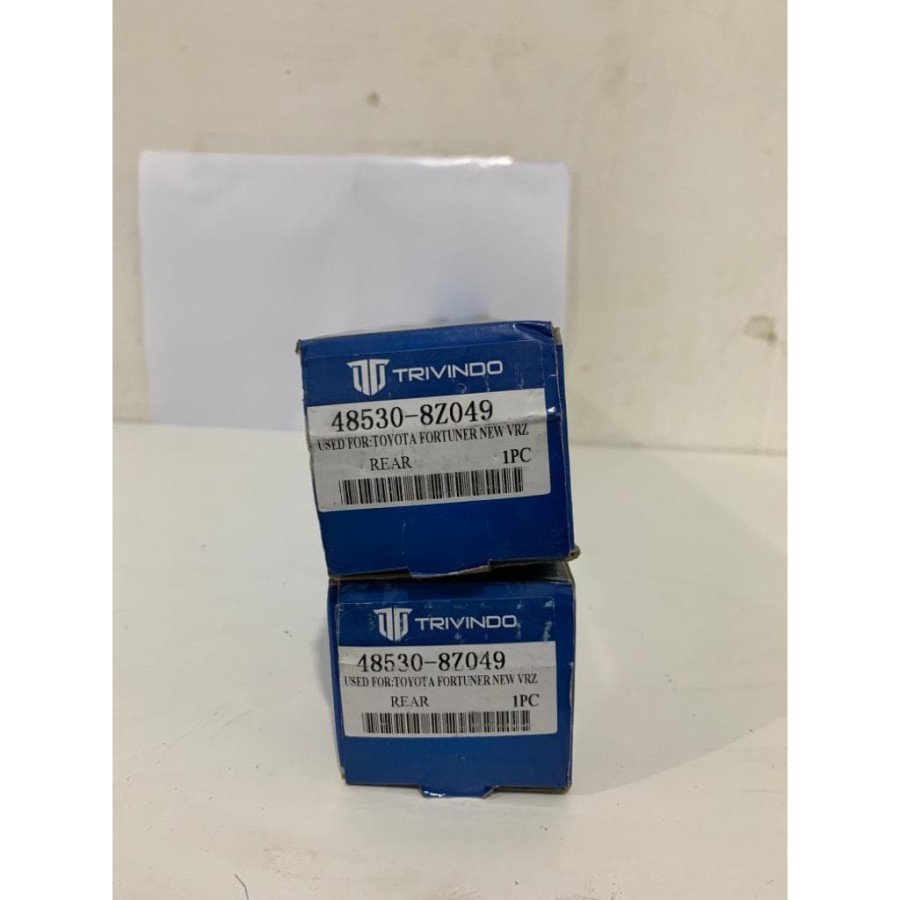 TRIVINDO
48530-8Z049
USED FOR:TOYOTA FORTUNER NEW VRZ
REAR 1PC
TRIVINDO
48530-8Z049
USED FOR:TOYOTA FORTUNER NEW VRZ
REAR 1PC